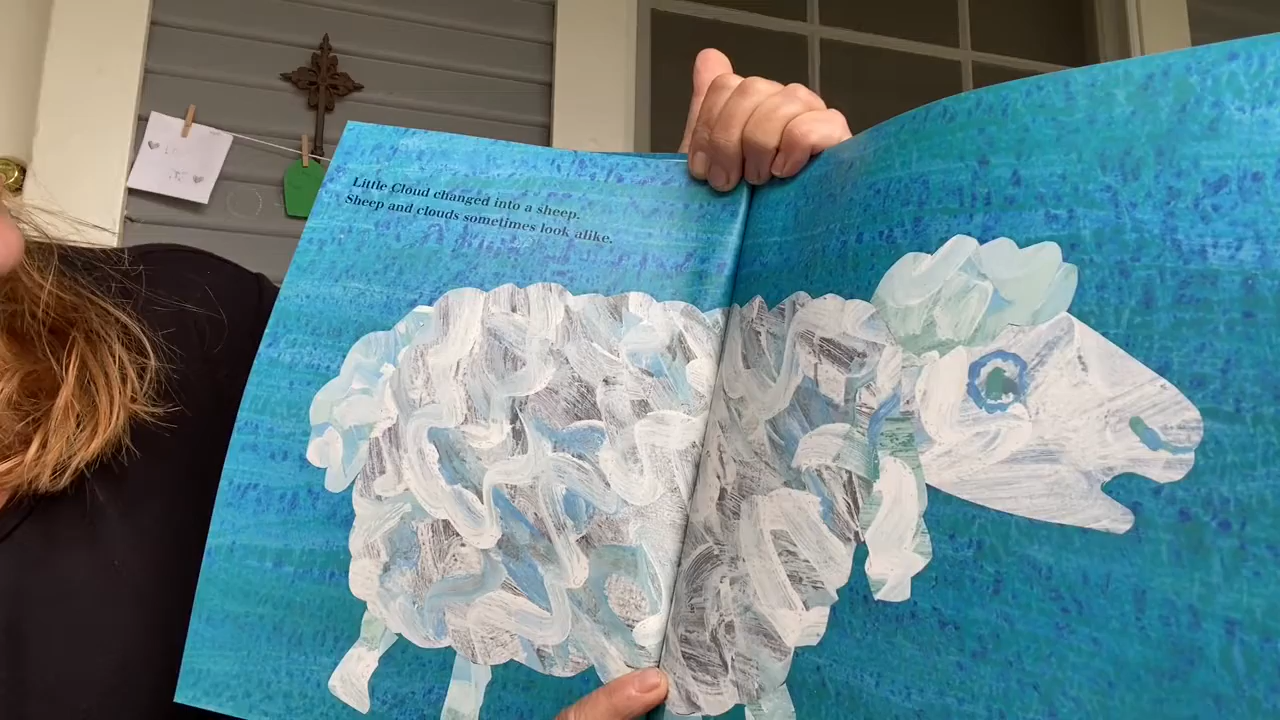 Little Cloud changed into a sheep.
Sheep and clouds sometimes look alike.